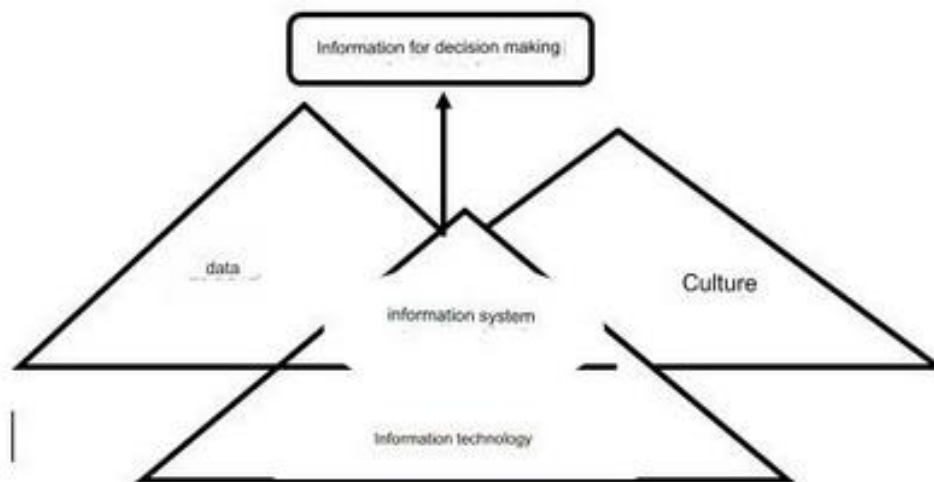 Information for decision making
data
Culture
information system
Information technology